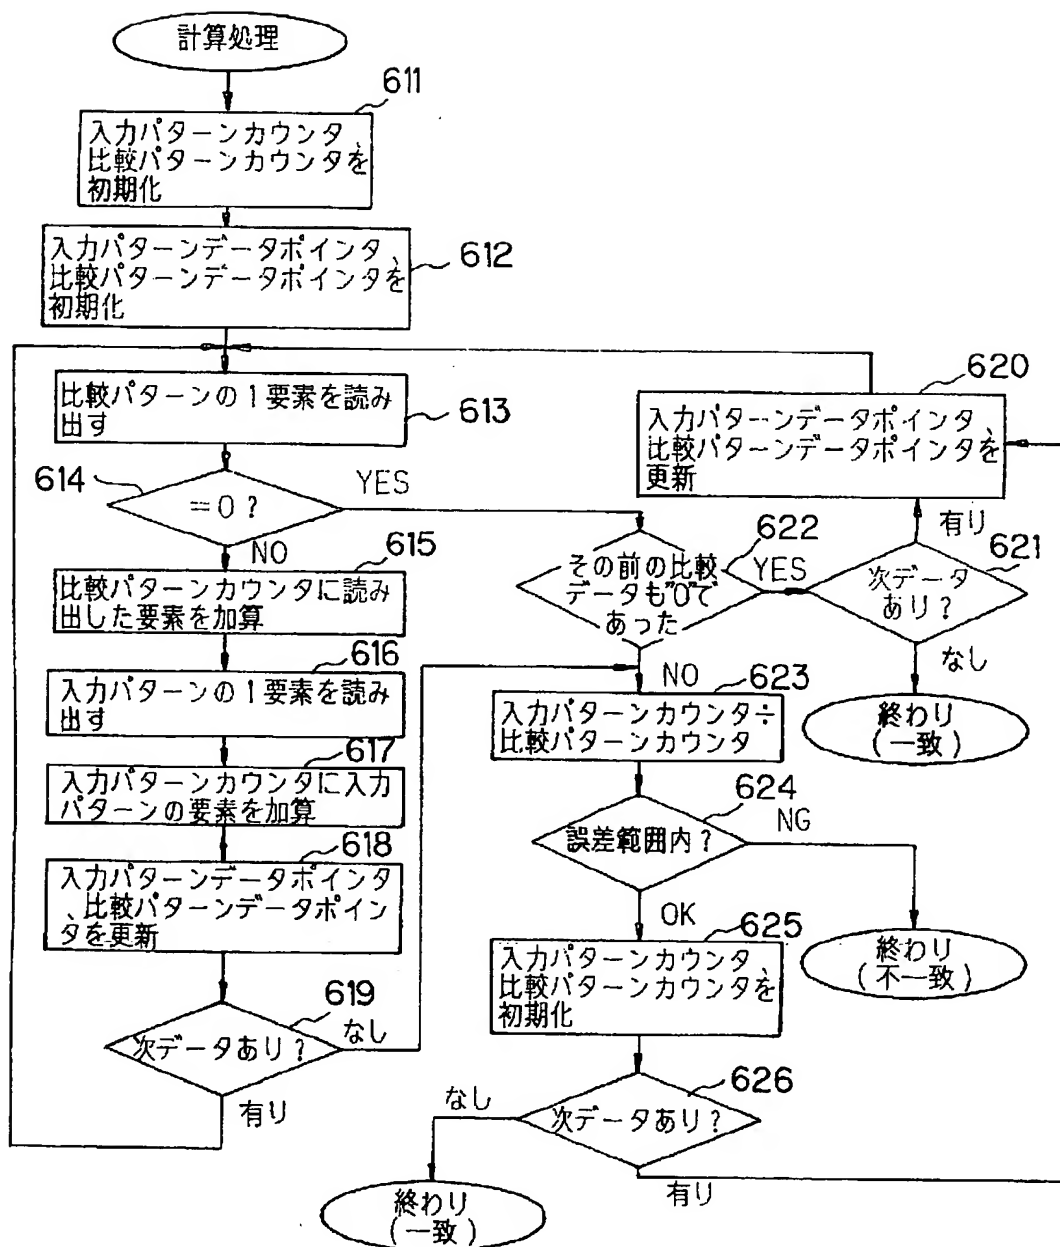 計算処理
611
入力パターンカウンタ、
比較パターンカウンタを
初期化
612
入力パターンデータポインタ、
比較パターンデータポインタを
初期化
613
比較パターンの1要素を読み
出す
614
=0?
YES
NO
615
比較パターンカウンタに読み
出した要素を加算
616
入力パターンの1要素を読み
出す
617
入力パターンカウンタに入力
パターンの要素を加算
618
入力パターンデータポインタ
、比較パターンデータポイン
タを更新
619
次データあり?
なし
有り
620
入力パターンデータポインタ、
比較パターンデータポインタを
更新
有り
621
次データ
あり?
なし
終わり
(一致)
622
その前の比較
データも"0"で
あった
YES
NO
623
入力パターンカウンタ÷
比較パターンカウンタ
624
誤差範囲内?
NG
終わり
(不一致)
OK
625
入力パターンカウンタ、
比較パターンカウンタを
初期化
626
次データあり?
なし
有り
終わり
(一致)